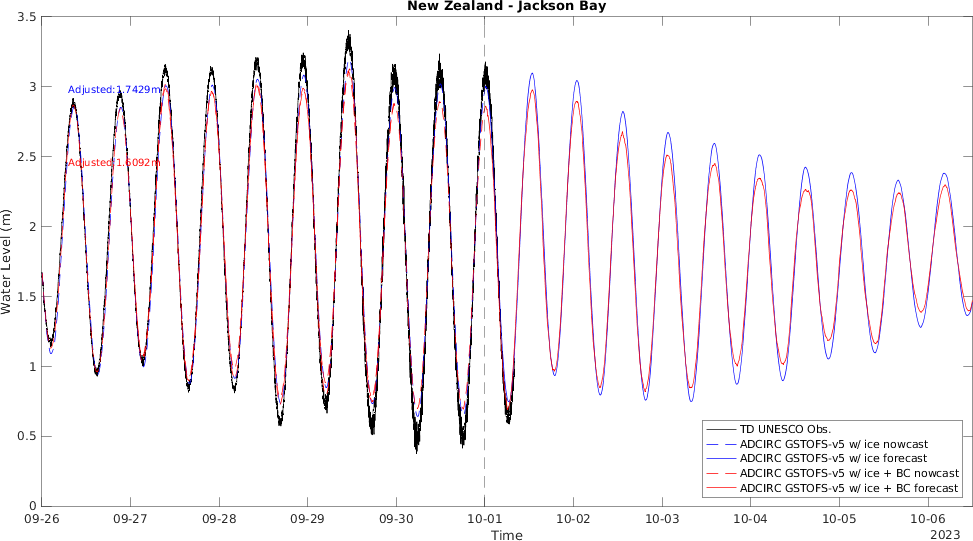 New Zealand - Jackson Bay
Water Level (m)
3.5
3
2.5
2
1.5
1
0.5
0
Adjusted:1.7429m
Adjusted:1.6092m
TD UNESCO Obs.
ADCIRC GSTOFS-v5 w/ ice nowcast
ADCIRC GSTOFS-v5 w/ ice forecast
ADCIRC GSTOFS-v5 w/ ice + BC nowcast
ADCIRC GSTOFS-v5 w/ ice + BC forecast
09-26 09-27 09-28 09-29 09-30 10-01 10-02 10-03 10-04 10-05 10-06
2023
Time